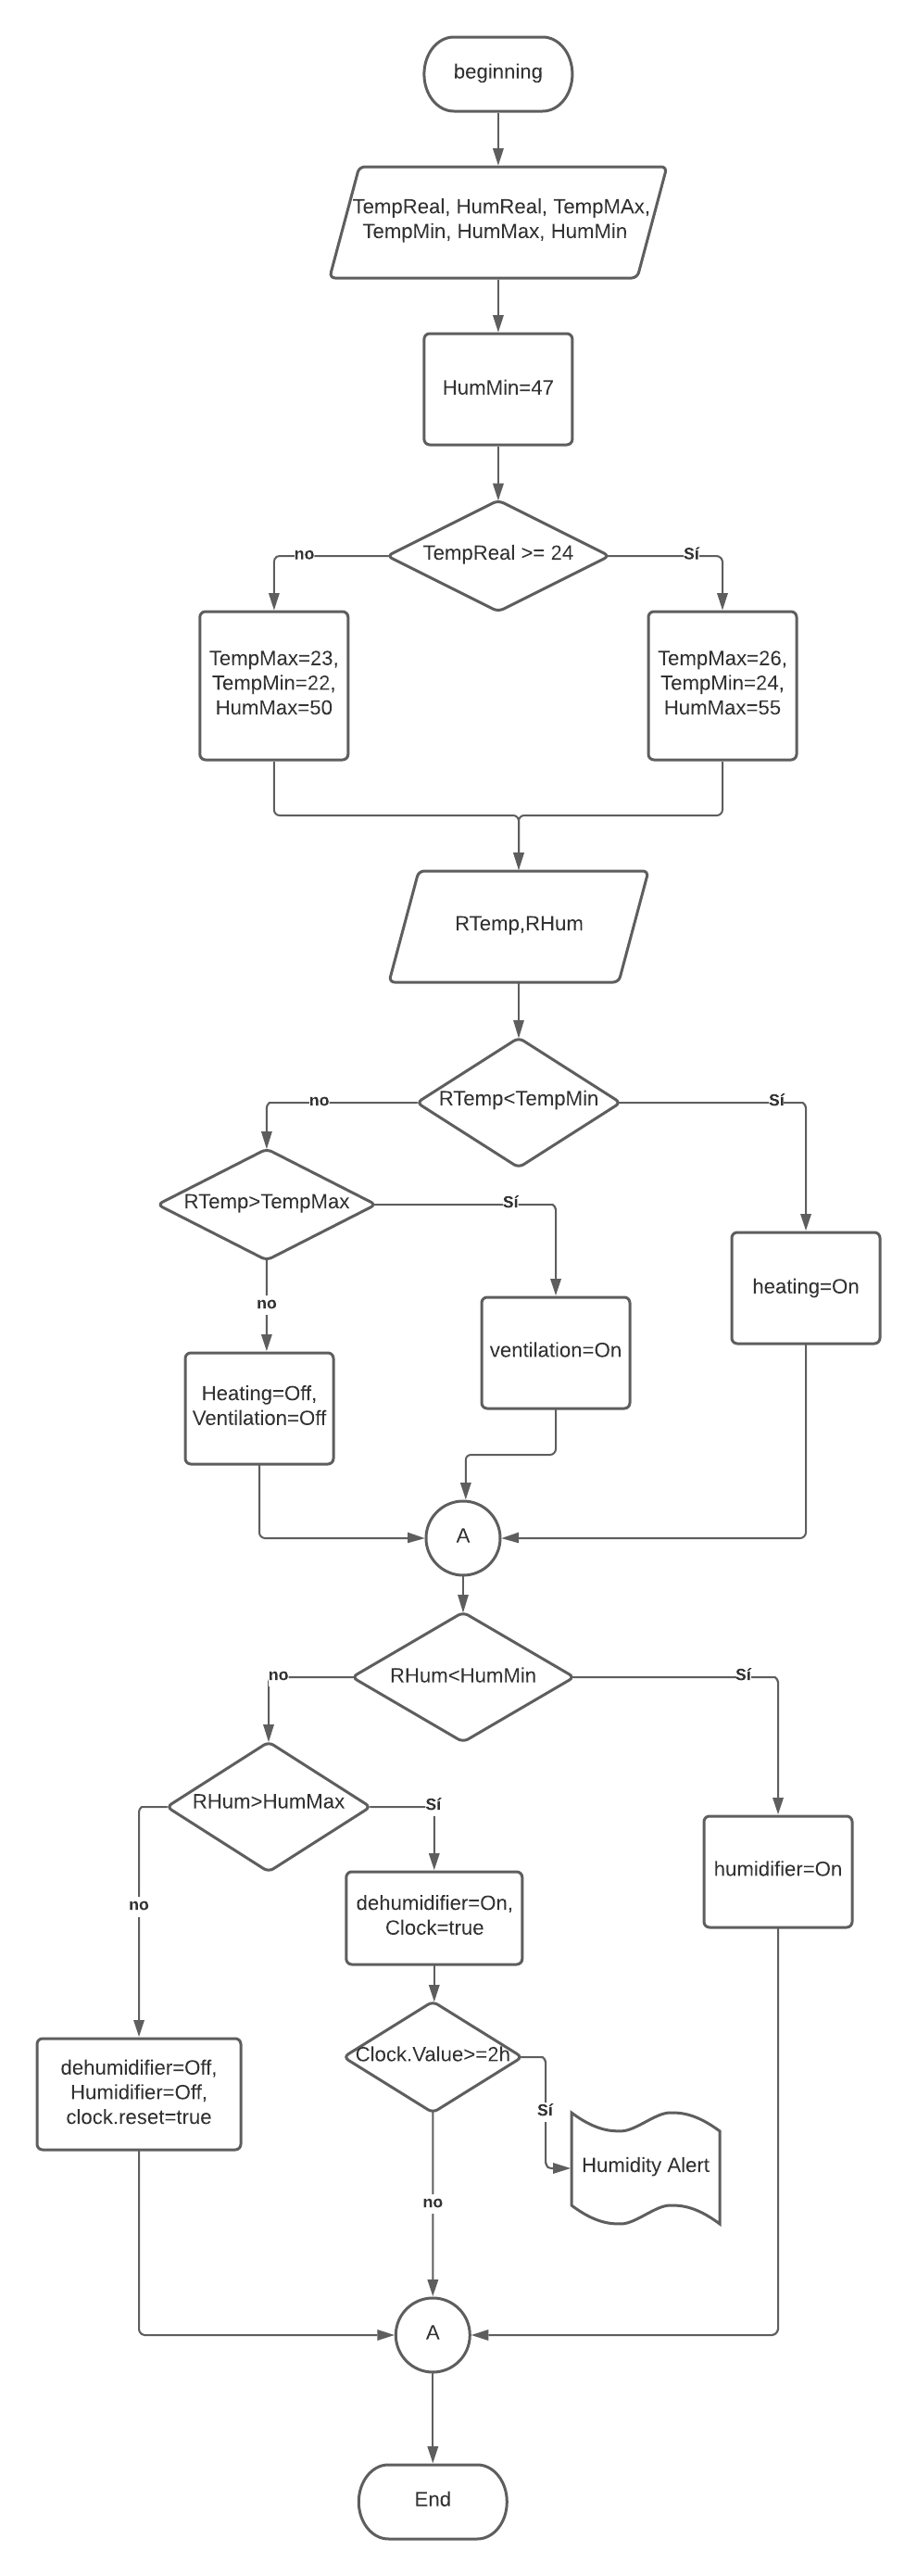 beginning
TempReal, HumReal, TempMAx,
TempMin, HumMax, HumMin
HumMin=47
TempReal >= 24
no
Sí
TempMax=23,
TempMin=22,
HumMax=50
TempMax=26,
TempMin=24,
HumMax=55
RTemp,RHum
RTemp<TempMin
no
Sí
RTemp>TempMax
Sí
no
heating=On
ventilation=On
Heating=Off,
Ventilation=Off
A
RHum<HumMin
no
Sí
RHum>HumMax
Sí
no
humidifier=On
dehumidifier=On,
Clock=true
Clock.Value>=2h
Sí
no
dehumidifier=Off,
Humidifier=Off,
clock.reset=true
Humidity Alert
A
End